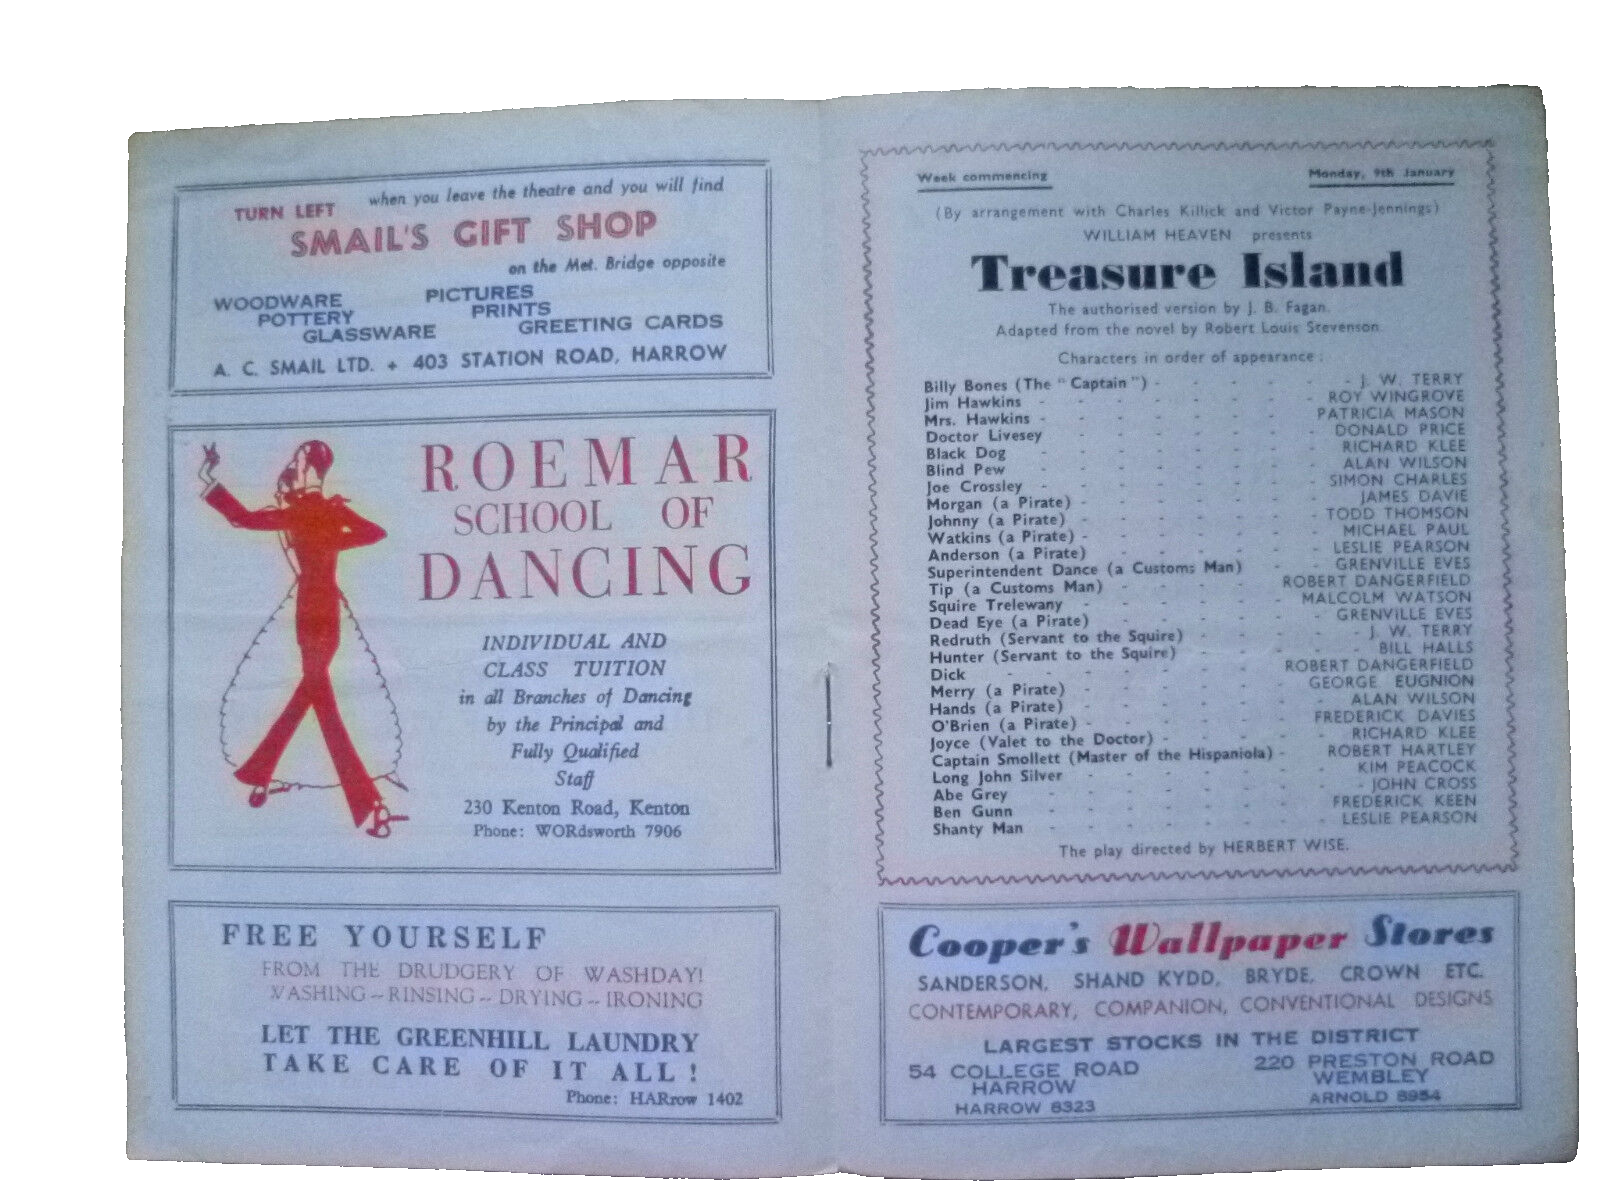 TURN LEFT when you leave the theatre and you will find
SMAIL'S GIFT SHOP
on the Met. Bridge opposite
WOODWARE PICTURES
POTTERY PRINTS
GLASSWARE GREETING CARDS
A. C. SMAIL LTD. + 403 STATION ROAD, HARROW
ROEMAR
SCHOOL OF
DANCING
INDIVIDUAL AND
CLASS TUITION
in all Branches of Dancing
by the Principal and
Fully Qualified
Staff
230 Kenton Road, Kenton
Phone: WORdsworth 7906
FREE YOURSELF
FROM THE DRUDGERY OF WASHDAY!
WASHING -- RINSING -- DRYING -- IRONING
LET THE GREENHILL LAUNDRY
TAKE CARE OF IT ALL !
Phone: HARrow 1402
Week commencing Monday, 9th January
(By arrangement with Charles Killick and Victor Payne-Jennings)
WILLIAM HEAVEN presents
Treasure Island
The authorised version by J. B. Fagan.
Adapted from the novel by Robert Louis Stevenson.
Characters in order of appearance :
Billy Bones (The "Captain") - - - - - - J. W. TERRY
Jim Hawkins - - - - - - - - ROY WINGROVE
Mrs. Hawkins - - - - - - - - PATRICIA MASON
Doctor Livesey - - - - - - - DONALD PRICE
Black Dog - - - - - - - - RICHARD KLEE
Blind Pew - - - - - - - - ALAN WILSON
Joe Crossley - - - - - - - - SIMON CHARLES
Morgan (a Pirate) - - - - - - - JAMES DAVIE
Johnny (a Pirate) - - - - - - - TODD THOMSON
Watkins (a Pirate) - - - - - - - MICHAEL PAUL
Anderson (a Pirate) - - - - - - LESLIE PEARSON
Superintendent Dance (a Customs Man) - - GRENVILLE EVES
Tip (a Customs Man) - - - - - ROBERT DANGERFIELD
Squire Trelewany - - - - - - MALCOLM WATSON
Dead Eye (a Pirate) - - - - - - GRENVILLE EVES
Redruth (Servant to the Squire) - - - - - J. W. TERRY
Hunter (Servant to the Squire) - - - - - BILL HALLS
Dick - - - - - - - - ROBERT DANGERFIELD
Merry (a Pirate) - - - - - - GEORGE EUGNION
Hands (a Pirate) - - - - - - - ALAN WILSON
O'Brien (a Pirate) - - - - - - FREDERICK DAVIES
Joyce (Valet to the Doctor) - - - - - RICHARD KLEE
Captain Smollett (Master of the Hispaniola) - ROBERT HARTLEY
Long John Silver - - - - - - - KIM PEACOCK
Abe Grey - - - - - - - - - JOHN CROSS
Ben Gunn - - - - - - - - FREDERICK KEEN
Shanty Man - - - - - - - - LESLIE PEARSON
The play directed by HERBERT WISE.
Cooper's Wallpaper Stores
SANDERSON, SHAND KYDD, BRYDE, CROWN ETC.
CONTEMPORARY, COMPANION, CONVENTIONAL DESIGNS
LARGEST STOCKS IN THE DISTRICT
54 COLLEGE ROAD 220 PRESTON ROAD
HARROW WEMBLEY
HARROW 6323 ARNOLD 8954